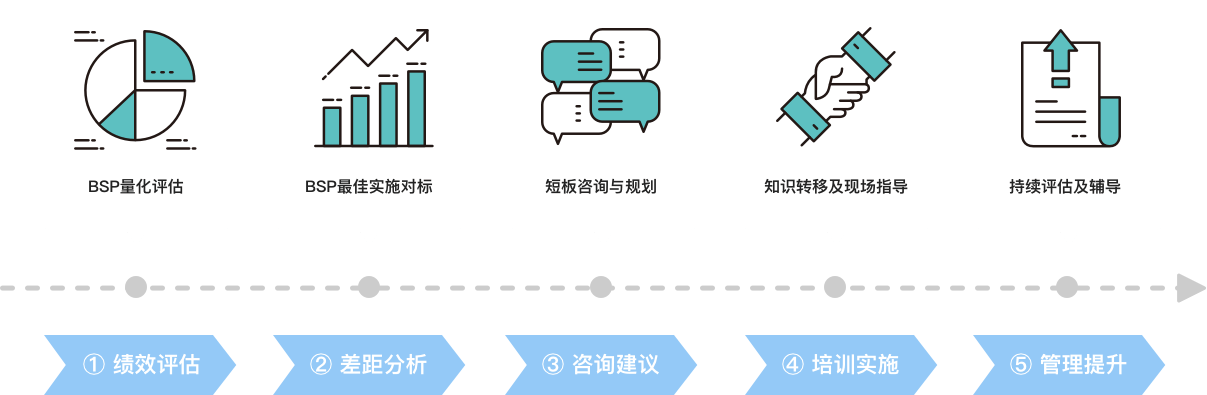 BSP量化评估
BSP最佳实施对标
短板咨询与规划
知识转移及现场指导
持续评估及辅导
① 绩效评估
② 差距分析
③ 咨询建议
④ 培训实施
⑤ 管理提升